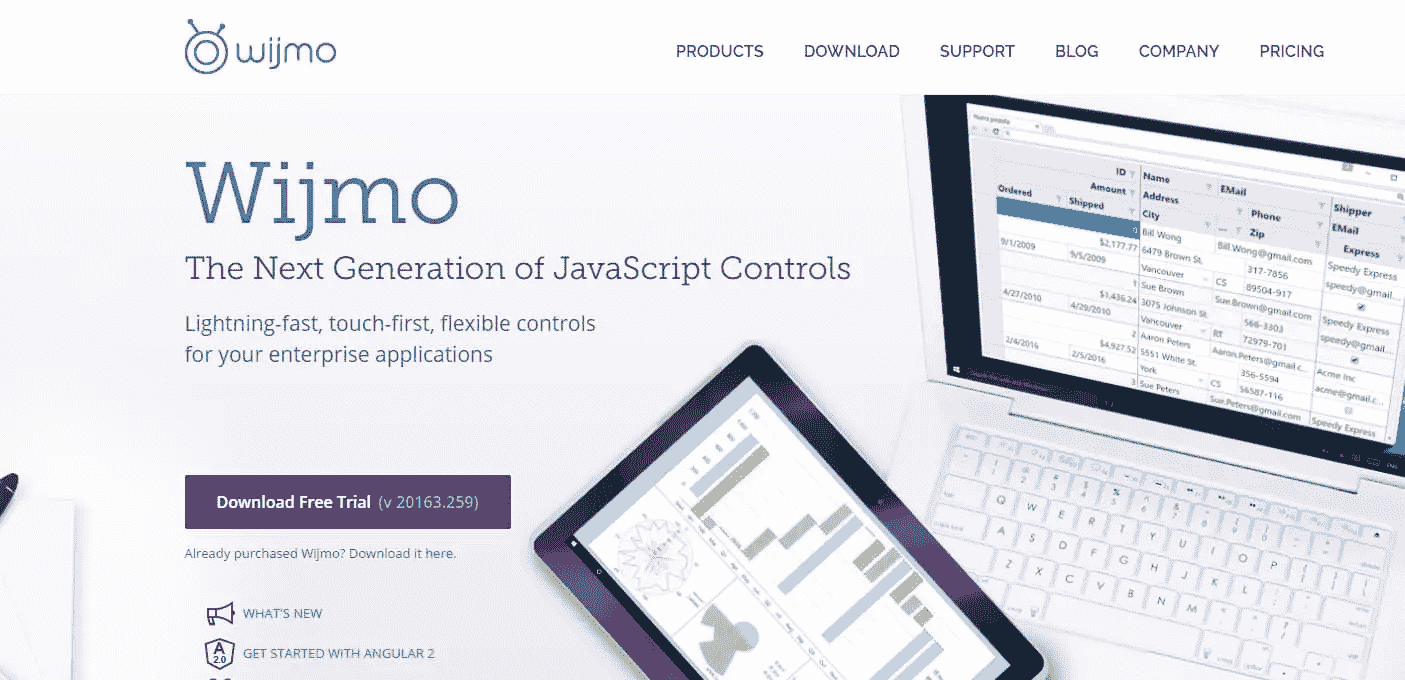 wijmo
PRODUCTS DOWNLOAD SUPPORT BLOG COMPANY PRICING
Wijmo
The Next Generation of JavaScript Controls
Lightning-fast, touch-first, flexible controls
for your enterprise applications
Download Free Trial (v 20163.259)
Already purchased Wijmo? Download it here.
WHAT'S NEW
GET STARTED WITH ANGULAR 2
A
2.0
ID Name EMail Shipper
Amount Address Phone EMail
Ordered Shipped City Zip Express
Bill Wong Bill.Wong@gmail.com Speedy Express
9/1/2009 $2,177.77 6479 Brown St. 317-7856 speedy@gmail...
9/5/2009 Vancouver CS 89504-917
1 Sue Brown Sue.Brown@gmail.com Speedy Express
4/27/2010 $1,436.24 3075 Johnson St. 566-3303 speedy@gmail...
4/29/2010 Vancouver RT 72979-701
2 Aaron Peters Aaron.Peters@gmail.c... Acme Inc
2/4/2016 $4,927.52 5551 White St. 356-5594 acme@gmail.c...
2/5/2016 York CS 56587-116
3 Sue Peters Sue.Peters@gmail.com Speedy Express
Q W E R T Y U I O P
A S D F G H J K L
Z X C V B N M